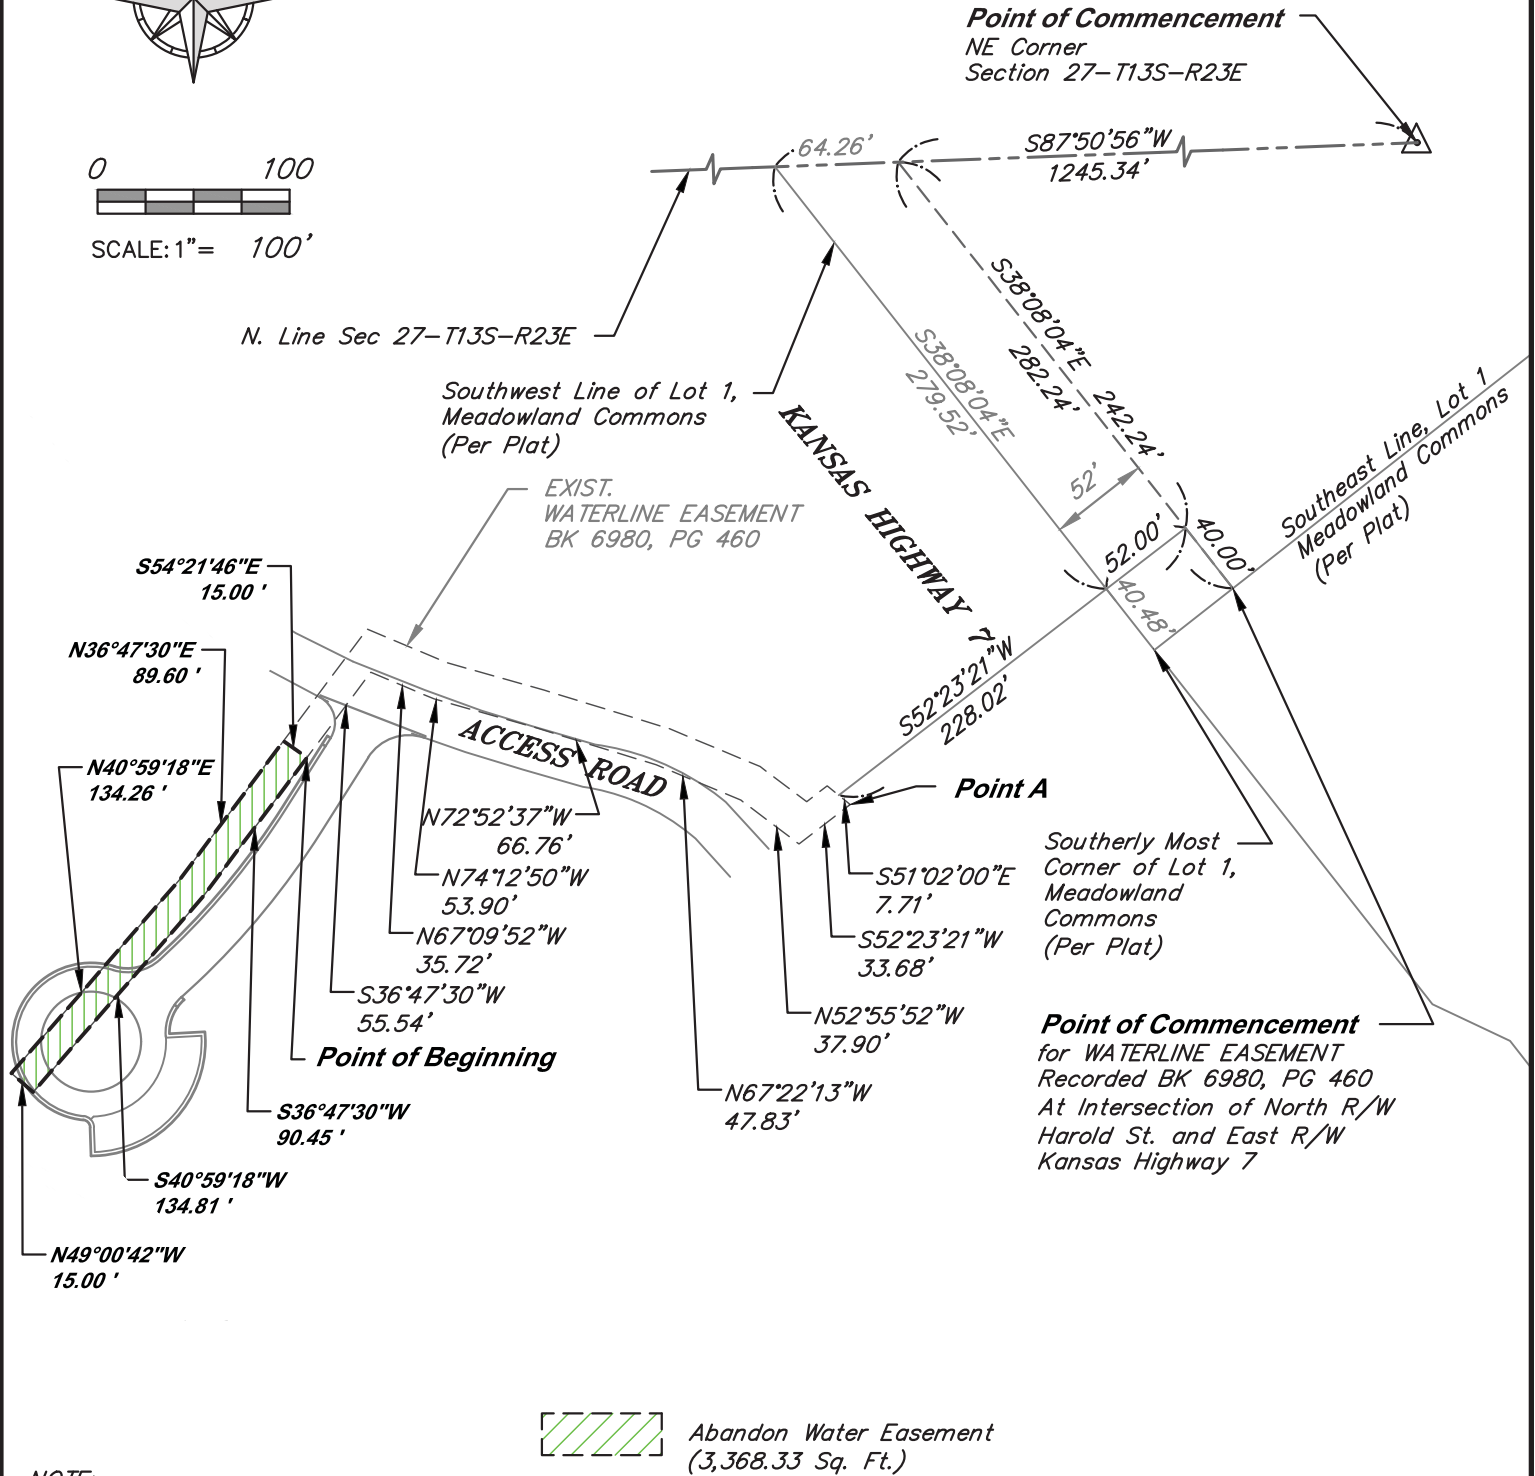 Point of Commencement
NE Corner
Section 27-T13S-R23E
64.26'
S87°50'56"W
1245.34'
0 100
SCALE: 1"= 100'
N. Line Sec 27-T13S-R23E
Southwest Line of Lot 1,
Meadowland Commons
(Per Plat)
S38°08'04"E
279.52'
S38°08'04"E
282.24'
242.24'
52'
52.00'
40.00'
40.48'
Southeast Line, Lot 1
Meadowland Commons
(Per Plat)
KANSAS HIGHWAY 7
EXIST.
WATERLINE EASEMENT
BK 6980, PG 460
S54°21'46"E
15.00 '
N36°47'30"E
89.60 '
N40°59'18"E
134.26 '
ACCESS ROAD
S52°23'21"W
228.02'
Point A
N72°52'37"W
66.76'
N74°12'50"W
53.90'
N67°09'52"W
35.72'
S36°47'30"W
55.54'
Point of Beginning
S36°47'30"W
90.45 '
S40°59'18"W
134.81 '
N49°00'42"W
15.00 '
S51°02'00"E
7.71'
S52°23'21"W
33.68'
N52°55'52"W
37.90'
N67°22'13"W
47.83'
Southerly Most
Corner of Lot 1,
Meadowland
Commons
(Per Plat)
Point of Commencement
for WATERLINE EASEMENT
Recorded BK 6980, PG 460
At Intersection of North R/W
Harold St. and East R/W
Kansas Highway 7
Abandon Water Easement
(3,368.33 Sq. Ft.)
NOTE: